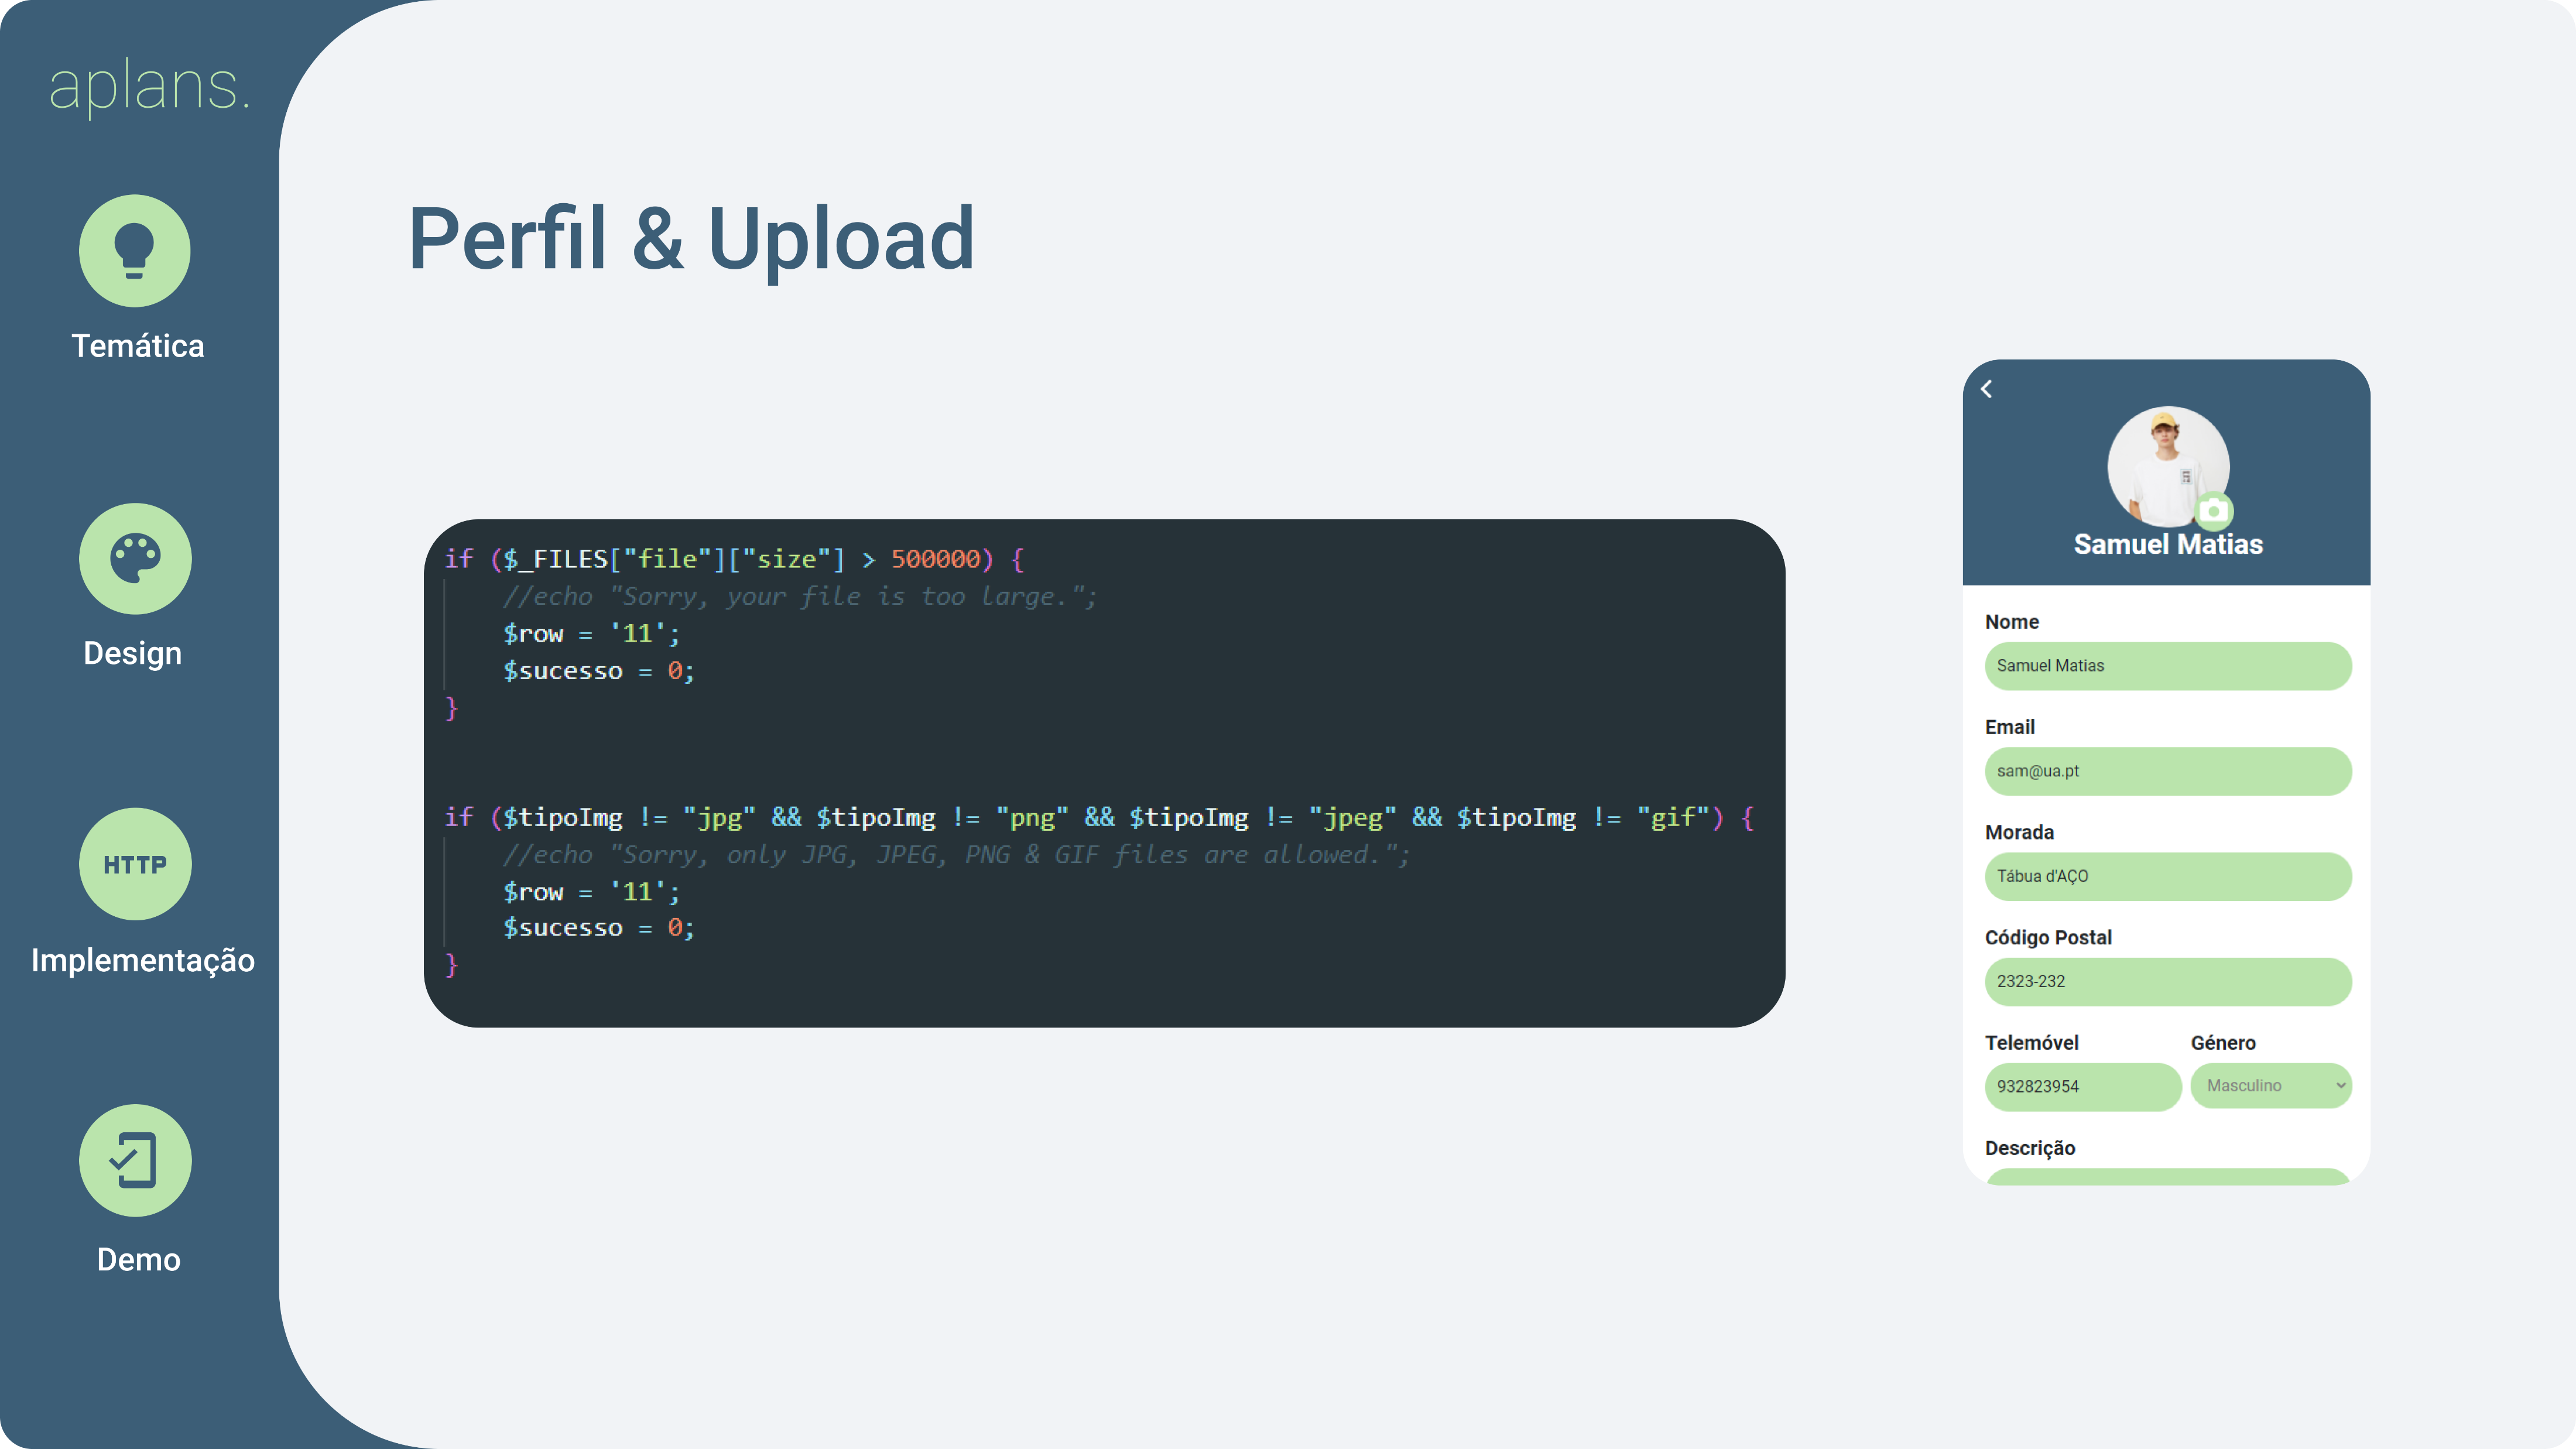 aplans.
Temática
Design
HTTP
Implementação
Demo
Perfil & Upload
if ($_FILES["file"]["size"] > 500000) {
//echo "Sorry, your file is too large.";
$row = '11';
$sucesso = 0;
}
if ($tipoImg != "jpg" && $tipoImg != "png" && $tipoImg != "jpeg" && $tipoImg != "gif") {
//echo "Sorry, only JPG, JPEG, PNG & GIF files are allowed.";
$row = '11';
$sucesso = 0;
}
Samuel Matias
Nome
Samuel Matias
Email
sam@ua.pt
Morada
Tábua d'AÇO
Código Postal
2323-232
Telemóvel Género
932823954 Masculino
Descrição